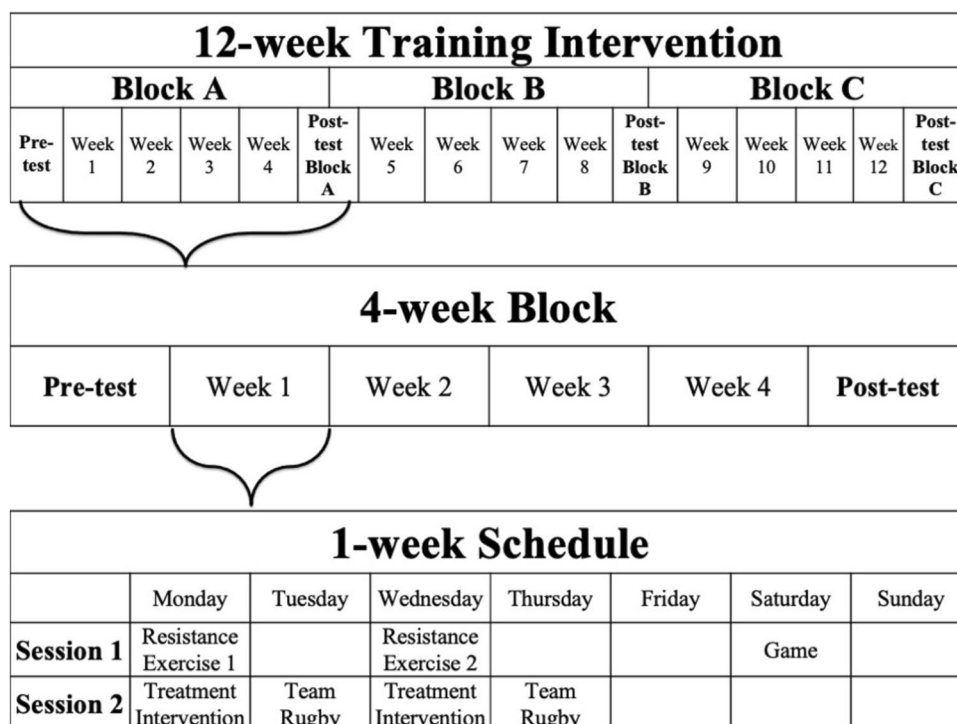 12-week Training Intervention
Block A Block B Block C
Pre-test Week 1 Week 2 Week 3 Week 4 Post-test Block A Week 5 Week 6 Week 7 Week 8 Post-test Block B Week 9 Week 10 Week 11 Week 12 Post-test Block C
4-week Block
Pre-test Week 1 Week 2 Week 3 Week 4 Post-test
1-week Schedule
Monday Tuesday Wednesday Thursday Friday Saturday Sunday
Session 1 Resistance Exercise 1 Resistance Exercise 2 Game
Session 2 Treatment Intervention Team Rugby Treatment Intervention Team Rugby